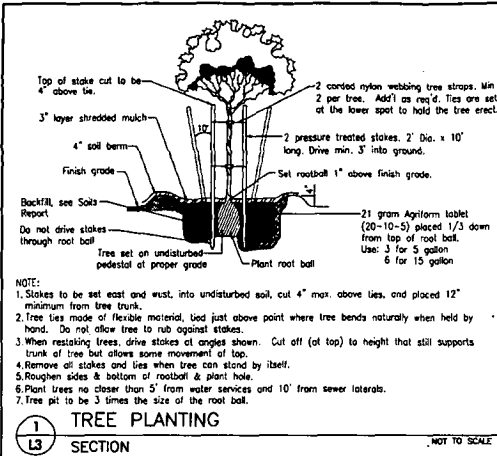 Top of stake cut to be
4" above tie.
3" layer shredded mulch
4" soil berm
Finish grade
Backfill, see Soils
Report
Do not drive stakes
through root ball
Tree set on undisturbed
pedestal at proper grade
10'
2 corded nylon webbing tree straps. Min
2 per tree. Add'l as req'd. Ties are set
at the lower spot to hold the tree erect.
2 pressure treated stakes. 2' Dia. x 10'
long. Drive min. 3' into ground.
Set rootball 1" above finish grade.
21 gram Agriform tablet
(20-10-5) placed 1/3 down
from top of root ball.
Use: 3 for 5 gallon
6 for 15 gallon
Plant root ball
NOTE:
1. Stakes to be set east and wust, into undisturbed soil, cut 4" max. above ties, and placed 12"
minimum from tree trunk.
2. Tree ties made of flexible material, tied just above point where tree bends naturally when held by
hand. Do not allow tree to rub against stakes.
3. When restaking trees, drive stakes at angles shown. Cut off (at top) to height that still supports
trunk of tree but allows some movement of top.
4. Remove all stakes and ties when tree can stand by itself.
5. Roughen sides & bottom of rootball & plant hole.
6. Plant trees no closer than 5' from water services and 10' from sewer laterals.
7. Tree pit to be 3 times the size of the root ball.
1
L3
TREE PLANTING
SECTION
NOT TO SCALE